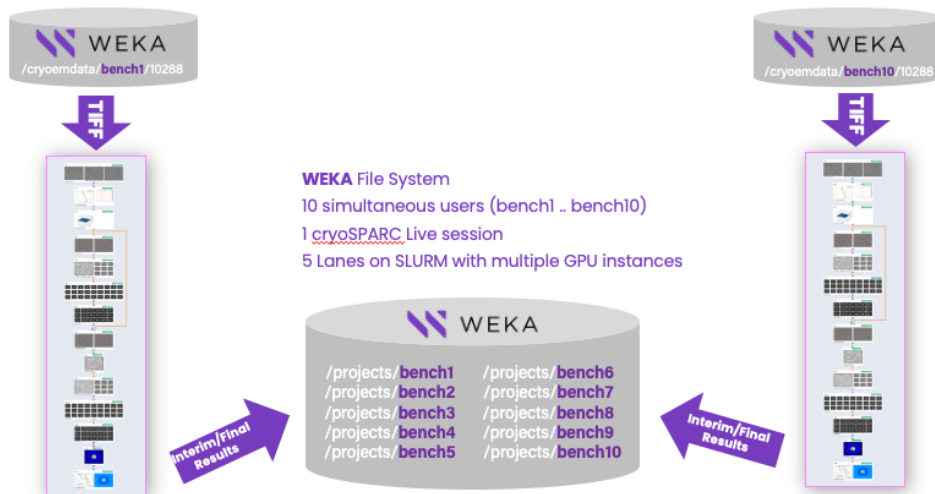 WEKA
/cryoemdata/bench1/10288
TIFF
WEKA
/cryoemdata/bench10/10288
TIFF
WEKA File System
10 simultaneous users (bench1 .. bench10)
1 cryoSPARC Live session
5 Lanes on SLURM with multiple GPU instances
WEKA
/projects/bench1
/projects/bench2
/projects/bench3
/projects/bench4
/projects/bench5
/projects/bench6
/projects/bench7
/projects/bench8
/projects/bench9
/projects/bench10
Interim/Final
Results
Interim/Final
Results